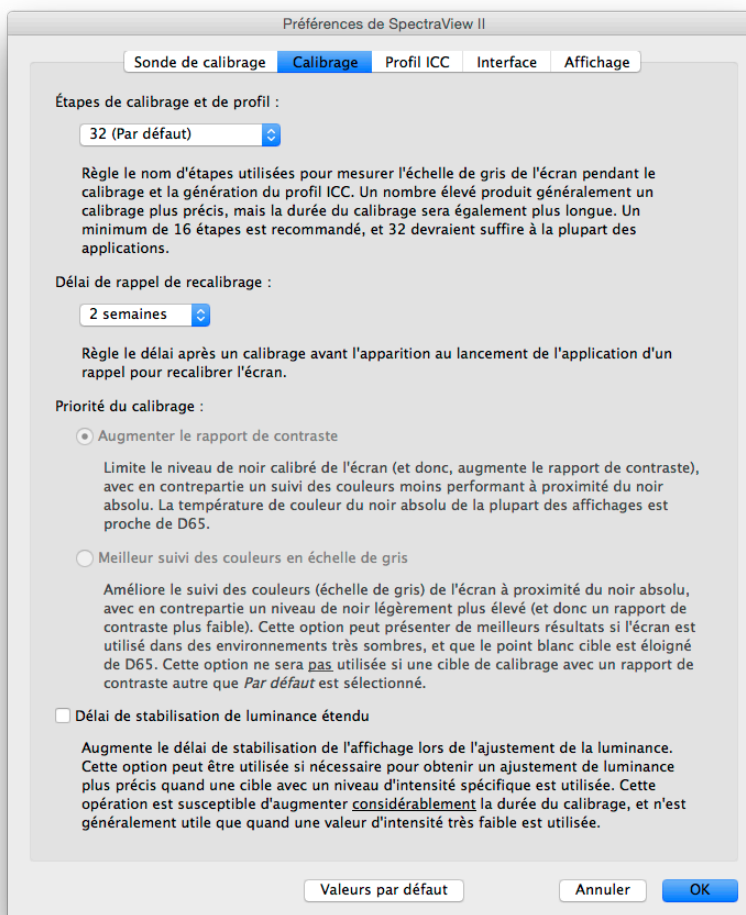 Préférences de SpectraView II
Sonde de calibrage Calibrage Profil ICC Interface Affichage
Étapes de calibrage et de profil :
32 (Par défaut)
Règle le nom d'étapes utilisées pour mesurer l'échelle de gris de l'écran pendant le
calibrage et la génération du profil ICC. Un nombre élevé produit généralement un
calibrage plus précis, mais la durée du calibrage sera également plus longue. Un
minimum de 16 étapes est recommandé, et 32 devraient suffire à la plupart des
applications.
Délai de rappel de recalibrage :
2 semaines
Règle le délai après un calibrage avant l'apparition au lancement de l'application d'un
rappel pour recalibrer l'écran.
Priorité du calibrage :
Augmenter le rapport de contraste
Limite le niveau de noir calibré de l'écran (et donc, augmente le rapport de contraste),
avec en contrepartie un suivi des couleurs moins performant à proximité du noir
absolu. La température de couleur du noir absolu de la plupart des affichages est
proche de D65.
Meilleur suivi des couleurs en échelle de gris
Améliore le suivi des couleurs (échelle de gris) de l'écran à proximité du noir absolu,
avec en contrepartie un niveau de noir légèrement plus élevé (et donc un rapport de
contraste plus faible). Cette option peut présenter de meilleurs résultats si l'écran est
utilisé dans des environnements très sombres, et que le point blanc cible est éloigné
de D65. Cette option ne sera pas utilisée si une cible de calibrage avec un rapport de
contraste autre que Par défaut est sélectionné.
Délai de stabilisation de luminance étendu
Augmente le délai de stabilisation de l'affichage lors de l'ajustement de la luminance.
Cette option peut être utilisée si nécessaire pour obtenir un ajustement de luminance
plus précis quand une cible avec un niveau d'intensité spécifique est utilisée. Cette
opération est susceptible d'augmenter considérablement la durée du calibrage, et n'est
généralement utile que quand une valeur d'intensité très faible est utilisée.
Valeurs par défaut Annuler OK